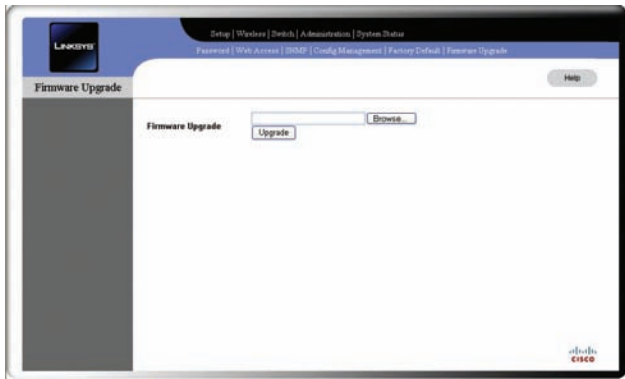 LINKSYS®
Setup | Wireless | Switch | Administration | System Status
Password | Web Access | SNMP | Config Management | Factory Default | Firmware Upgrade
Firmware Upgrade
Help
Firmware Upgrade
Browse...
Upgrade
CISCO